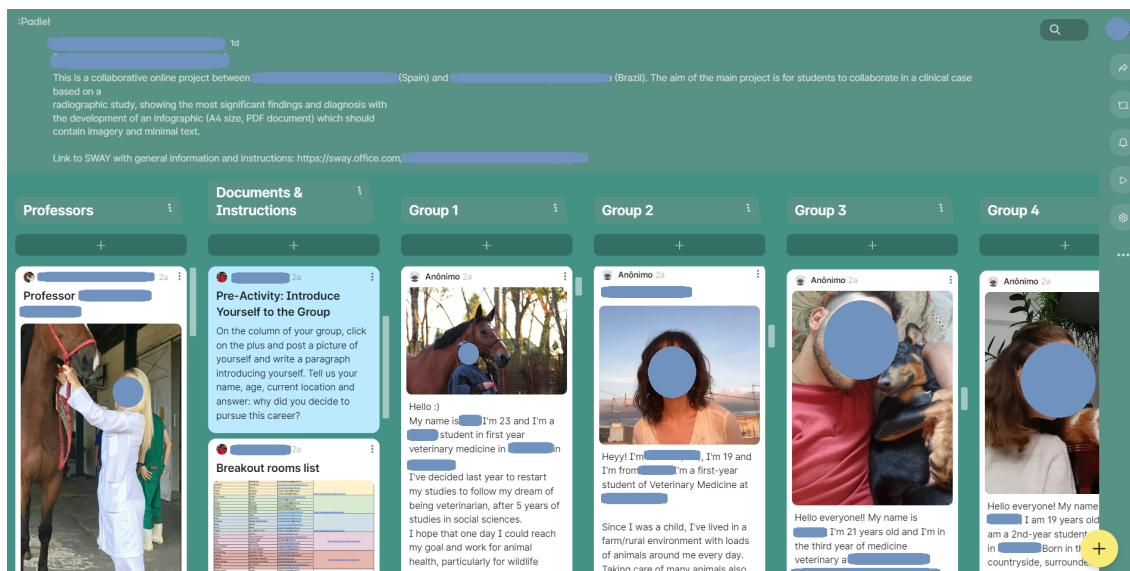 :Padlet
1d
This is a collaborative online project between (Spain) and (Brazil). The aim of the main project is for students to collaborate in a clinical case
based on a
radiographic study, showing the most significant findings and diagnosis with
the development of an infographic (A4 size, PDF document) which should
contain imagery and minimal text.
Link to SWAY with general information and instructions: https://sway.office.com
Professors
Documents &
Instructions
Group 1
Group 2
Group 3
Group 4
2a
Professor
2a
Pre-Activity: Introduce
Yourself to the Group
On the column of your group, click
on the plus and post a picture of
yourself and write a paragraph
introducing yourself. Tell us your
name, age, current location and
answer: why did you decide to
pursue this career?
2a
Breakout rooms list
Anônimo 2a
Hello :)
My name is I'm 23 and I'm a
student in first year
veterinary medicine in in
I've decided last year to restart
my studies to follow my dream of
being veterinarian, after 5 years of
studies in social sciences.
I hope that one day I could reach
my goal and work for animal
health, particularly for wildlife
Anônimo 2a
Heyy! I'm , I'm 19 and
I'm from I'm a first-year
student of Veterinary Medicine at
Since I was a child, I've lived in a
farm/rural environment with loads
of animals around me every day.
Taking care of many animals also
Anônimo 2a
Hello everyone!! My name is
I'm 21 years old and I'm in
the third year of medicine
veterinary a
Anônimo 2a
Hello everyone! My name
, I am 19 years old
am a 2nd-year student
in Born in th
countryside, surrounde